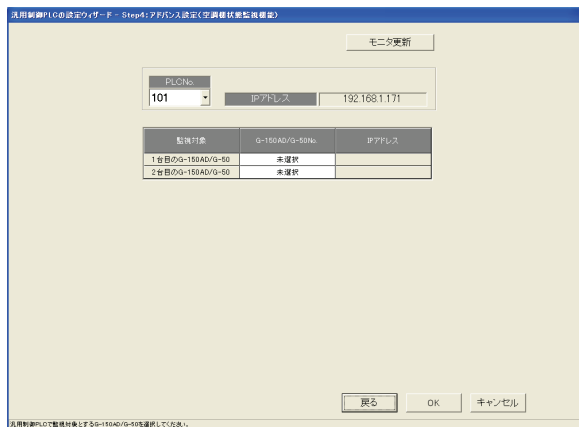 汎用制御PLCの設定ウィザード - Step4:アドバンス設定(空調機状態監視機能)
モニタ更新
PLCNo.
101
IPアドレス
192.168.1.171
監視対象 G-150AD/G-50No. IPアドレス
1台目のG-150AD/G-50 未選択
2台目のG-150AD/G-50 未選択
戻る OK キャンセル
汎用制御PLCで監視対象とするG-150AD/G-50を選択してください。